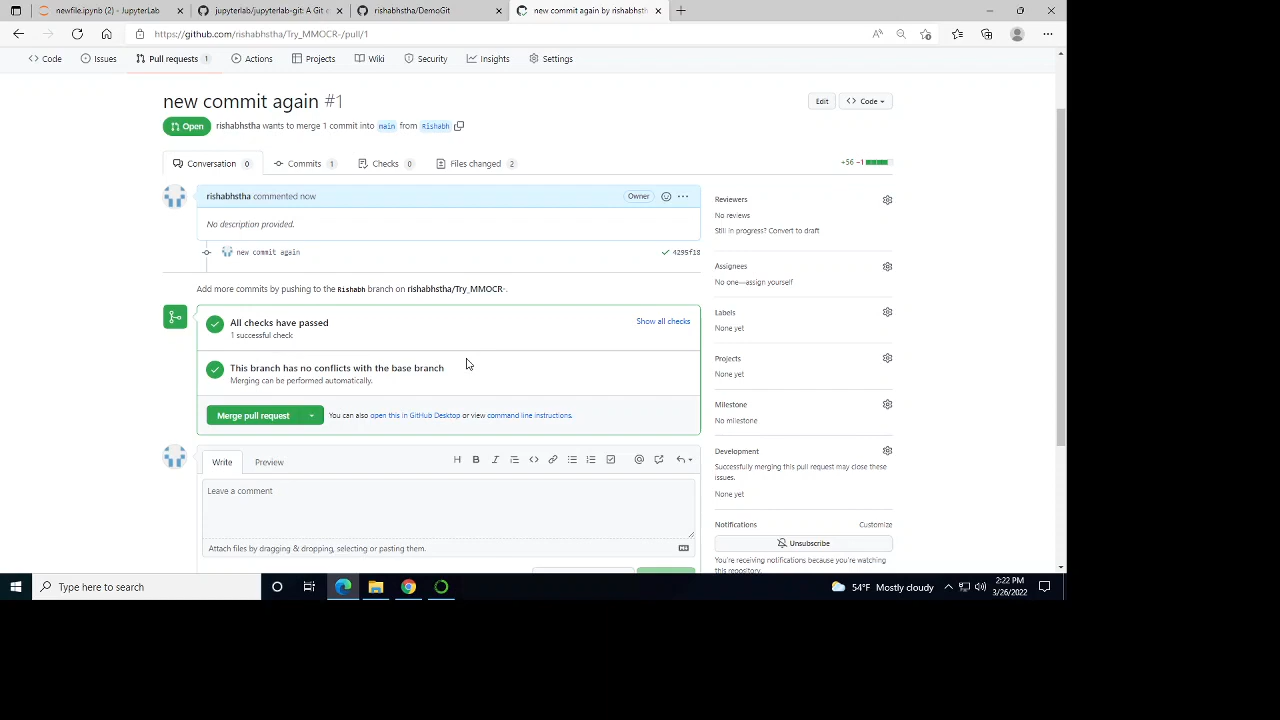 newfile.ipynb (2) - JupyterLab
jupyterlab/jupyterlab-git: A Git e
rishabhstha/DemoGit
new commit again by rishabhsth
https://github.com/rishabhstha/Try_MMOCR-/pull/1
Code
Issues
Pull requests 1
Actions
Projects
Wiki
Security
Insights
Settings
new commit again #1
Edit
Code
Open
rishabhstha wants to merge 1 commit into main from Rishabh
Conversation 0
Commits 1
Checks 0
Files changed 2
+56 −1
rishabhstha commented now
Owner
No description provided.
new commit again
4295f18
Add more commits by pushing to the Rishabh branch on rishabhstha/Try_MMOCR-.
All checks have passed
1 successful check
Show all checks
This branch has no conflicts with the base branch
Merging can be performed automatically.
Merge pull request
You can also open this in GitHub Desktop or view command line instructions.
Write
Preview
Leave a comment
Attach files by dragging & dropping, selecting or pasting them.
Reviewers
No reviews
Still in progress? Convert to draft
Assignees
No one—assign yourself
Labels
None yet
Projects
None yet
Milestone
No milestone
Development
Successfully merging this pull request may close these
issues.
None yet
Notifications
Customize
Unsubscribe
You're receiving notifications because you're watching
this repository.
Type here to search
54°F Mostly cloudy
2:22 PM
3/26/2022